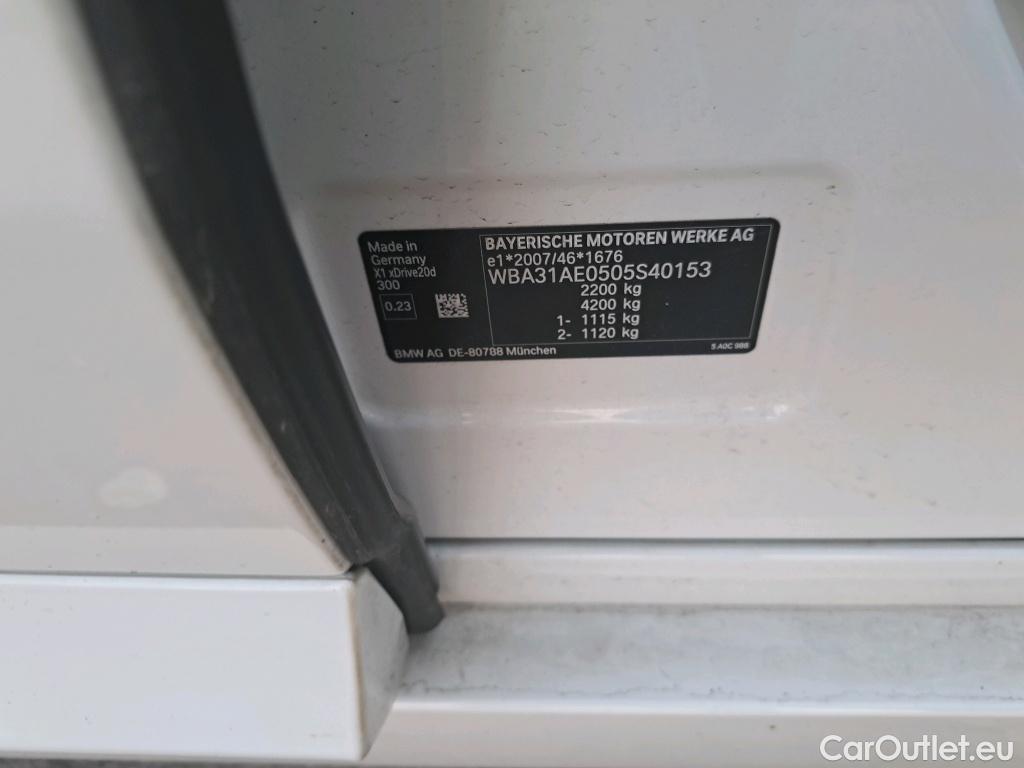 Made in
Germany
X1 xDrive20d
300
0.23
BAYERISCHE MOTOREN WERKE AG
e1*2007/46*1676
WBA31AE0505S40153
2200 kg
4200 kg
1- 1115 kg
2- 1120 kg
BMW AG DE-80788 München
5 A0C 988
CarOutlet.eu